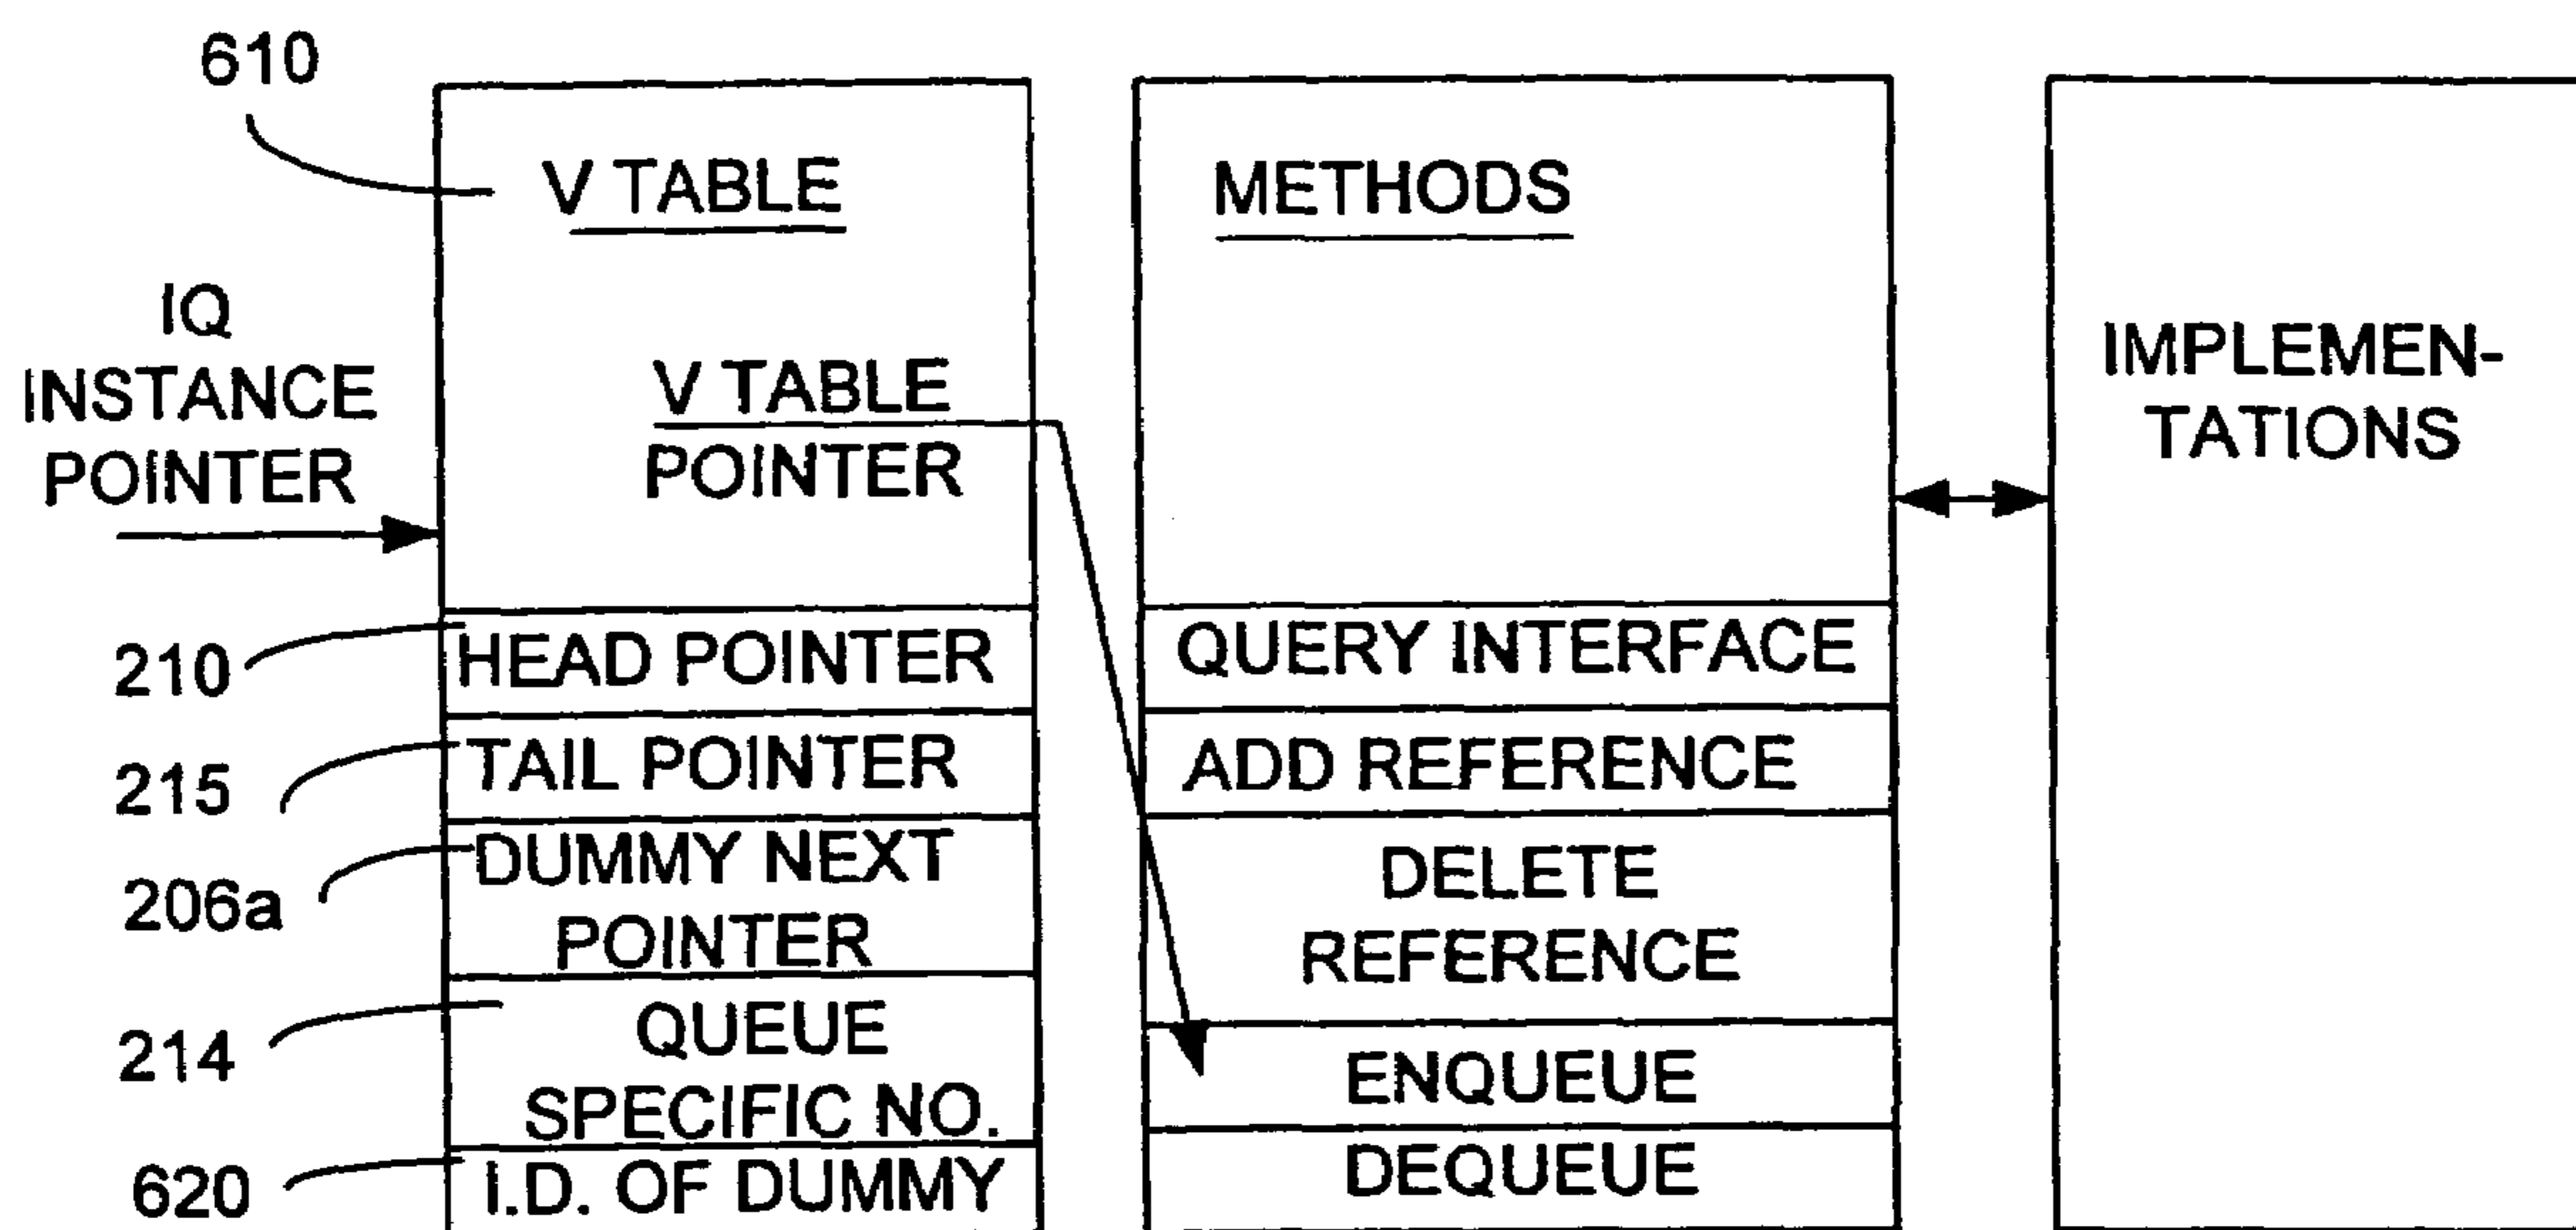 610
V TABLE
IQ
INSTANCE
POINTER
V TABLE
POINTER
210
HEAD POINTER
215
TAIL POINTER
206a
DUMMY NEXT
POINTER
214
QUEUE
SPECIFIC NO.
620
I.D. OF DUMMY
METHODS
QUERY INTERFACE
ADD REFERENCE
DELETE
REFERENCE
ENQUEUE
DEQUEUE
IMPLEMEN-
TATIONS